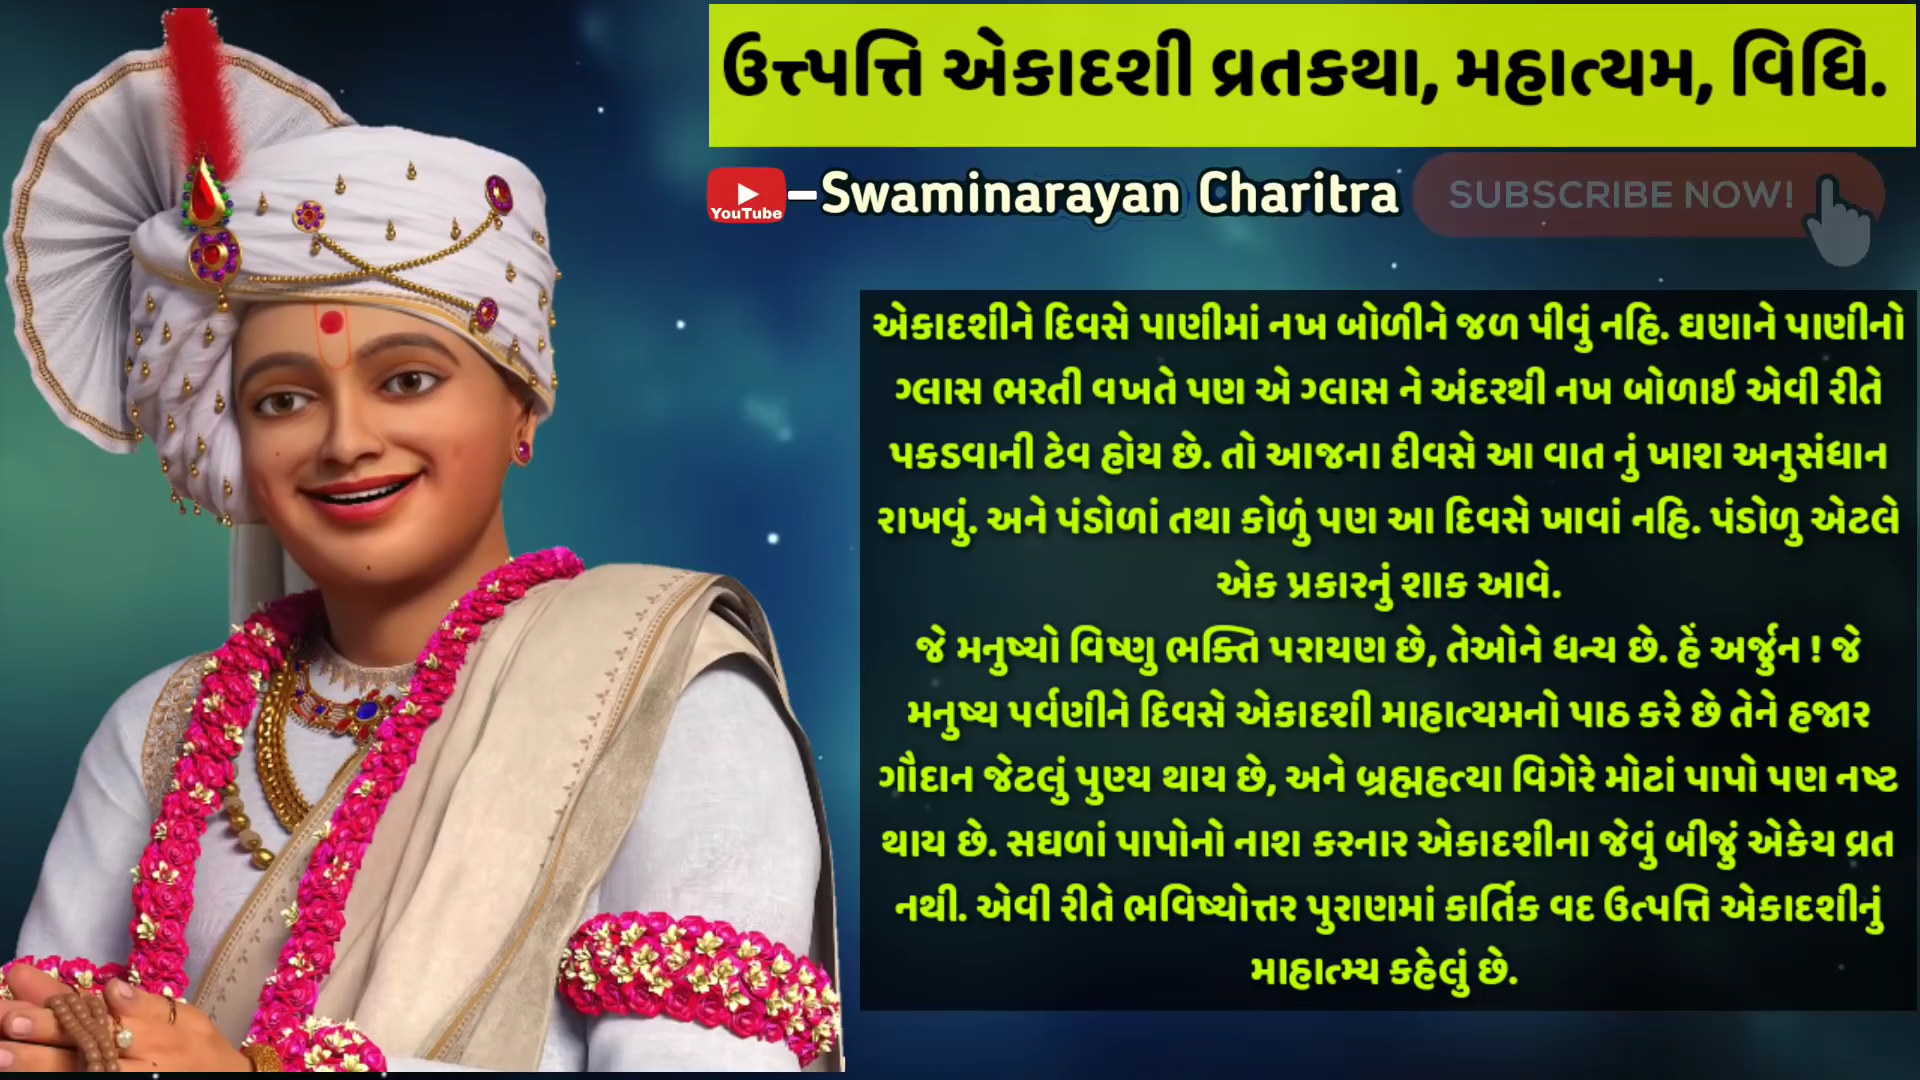 ઉત્ત્પત્તિ એકાદશી વ્રતકથા, મહાત્યમ, વિધિ.
YouTube
–Swaminarayan Charitra
SUBSCRIBE NOW!
એકાદશીને દિવસે પાણીમાં નખ બોળીને જળ પીવું નહિ. ઘણાને પાણીનો
ગ્લાસ ભરતી વખતે પણ એ ગ્લાસ ને અંદરથી નખ બોળાઇ એવી રીતે
પકડવાની ટેવ હોય છે. તો આજના દીવસે આ વાત નું ખાશ અનુસંધાન
રાખવું. અને પંડોળાં તથા કોળું પણ આ દિવસે ખાવાં નહિ. પંડોળુ એટલે
એક પ્રકારનું શાક આવે.
જે મનુષ્યો વિષ્ણુ ભક્તિ પરાયણ છે, તેઓને ધન્ય છે. હેં અર્જુન ! જે
મનુષ્ય પર્વણીને દિવસે એકાદશી માહાત્યમનો પાઠ કરે છે તેને હજાર
ગૌદાન જેટલું પુણ્ય થાય છે, અને બ્રહ્મહત્યા વિગેરે મોટાં પાપો પણ નષ્ટ
થાય છે. સઘળાં પાપોનો નાશ કરનાર એકાદશીના જેવું બીજું એકેય વ્રત
નથી. એવી રીતે ભવિષ્યોત્તર પુરાણમાં કાર્તિક વદ ઉત્પત્તિ એકાદશીનું
માહાત્મ્ય કહેલું છે.